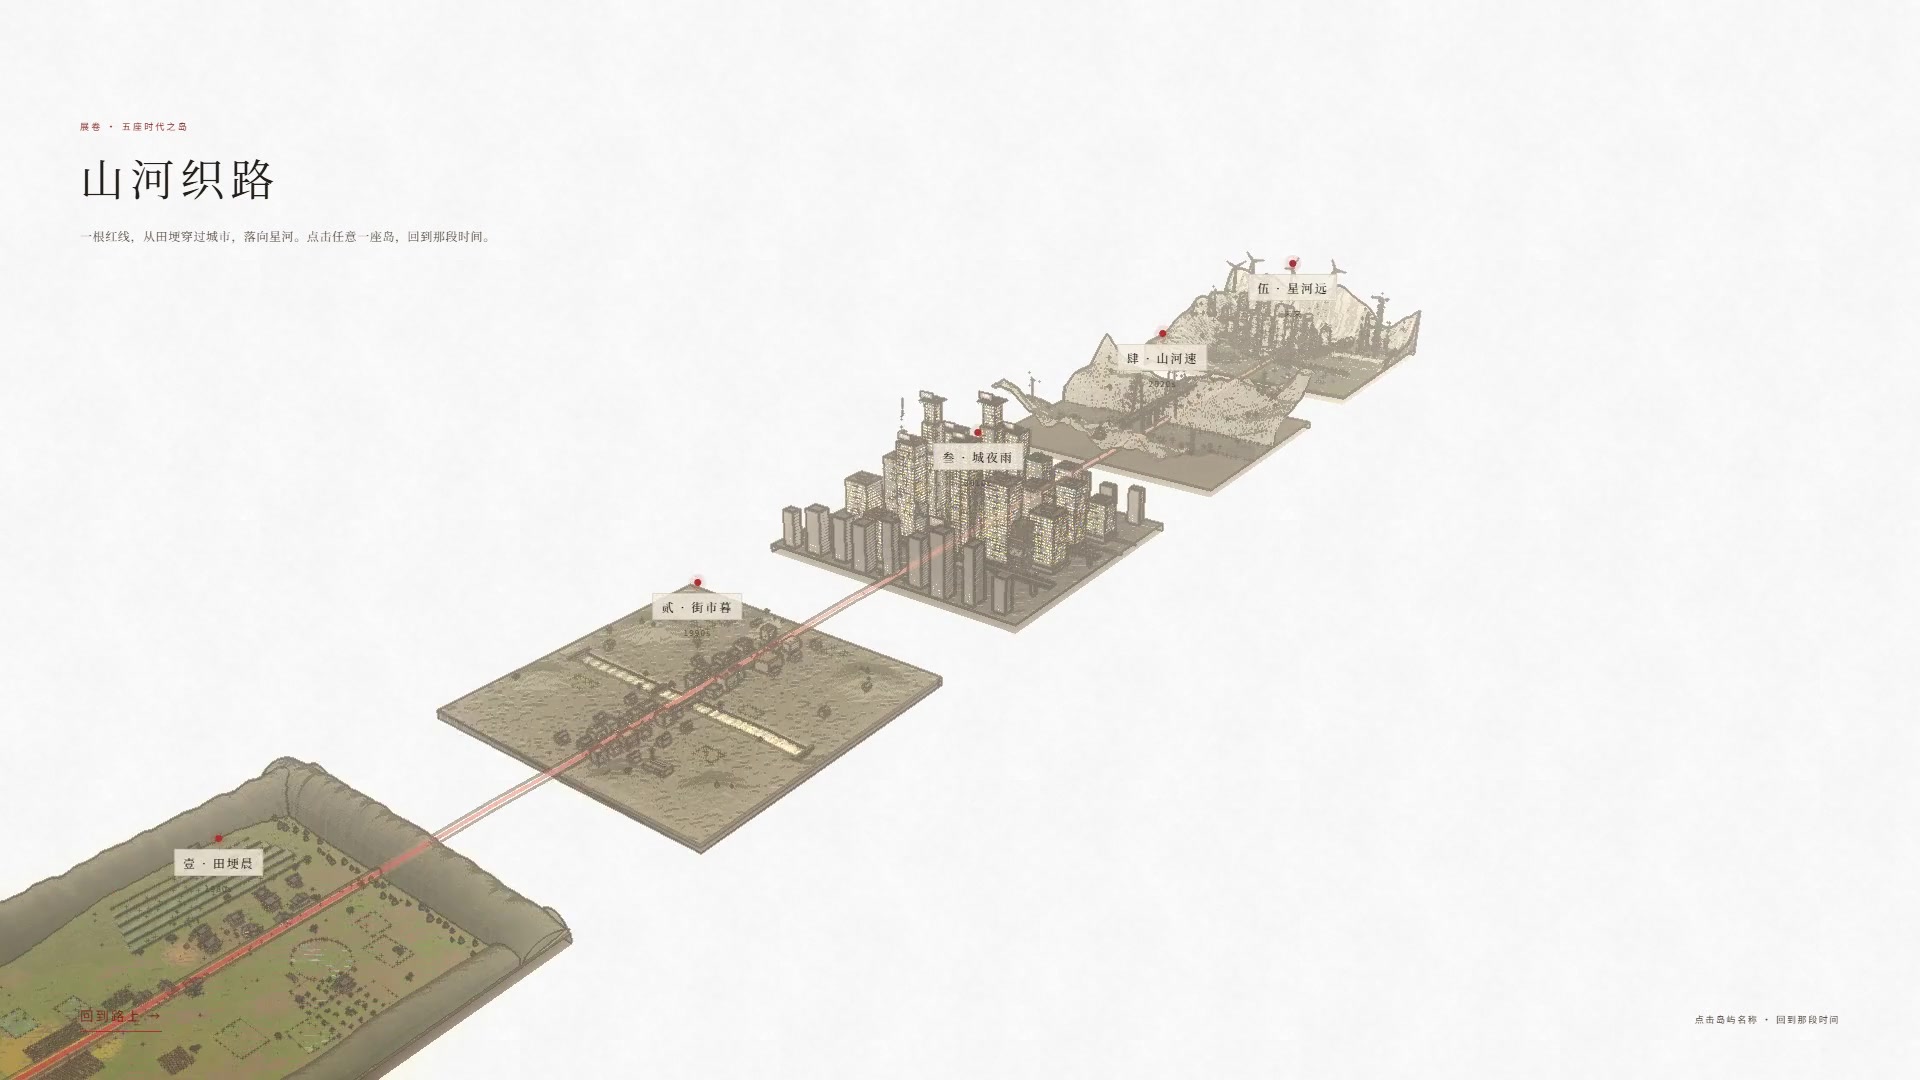 展卷 · 五座时代之岛
山河织路
一根红线，从田埂穿过城市，落向星河。点击任意一座岛，回到那段时间。
伍 · 星河远
肆 · 山河速
2020s
叁 · 城夜雨
贰 · 街市暮
1990s
壹 · 田埂晨
回到路上 →
点击岛屿名称 · 回到那段时间